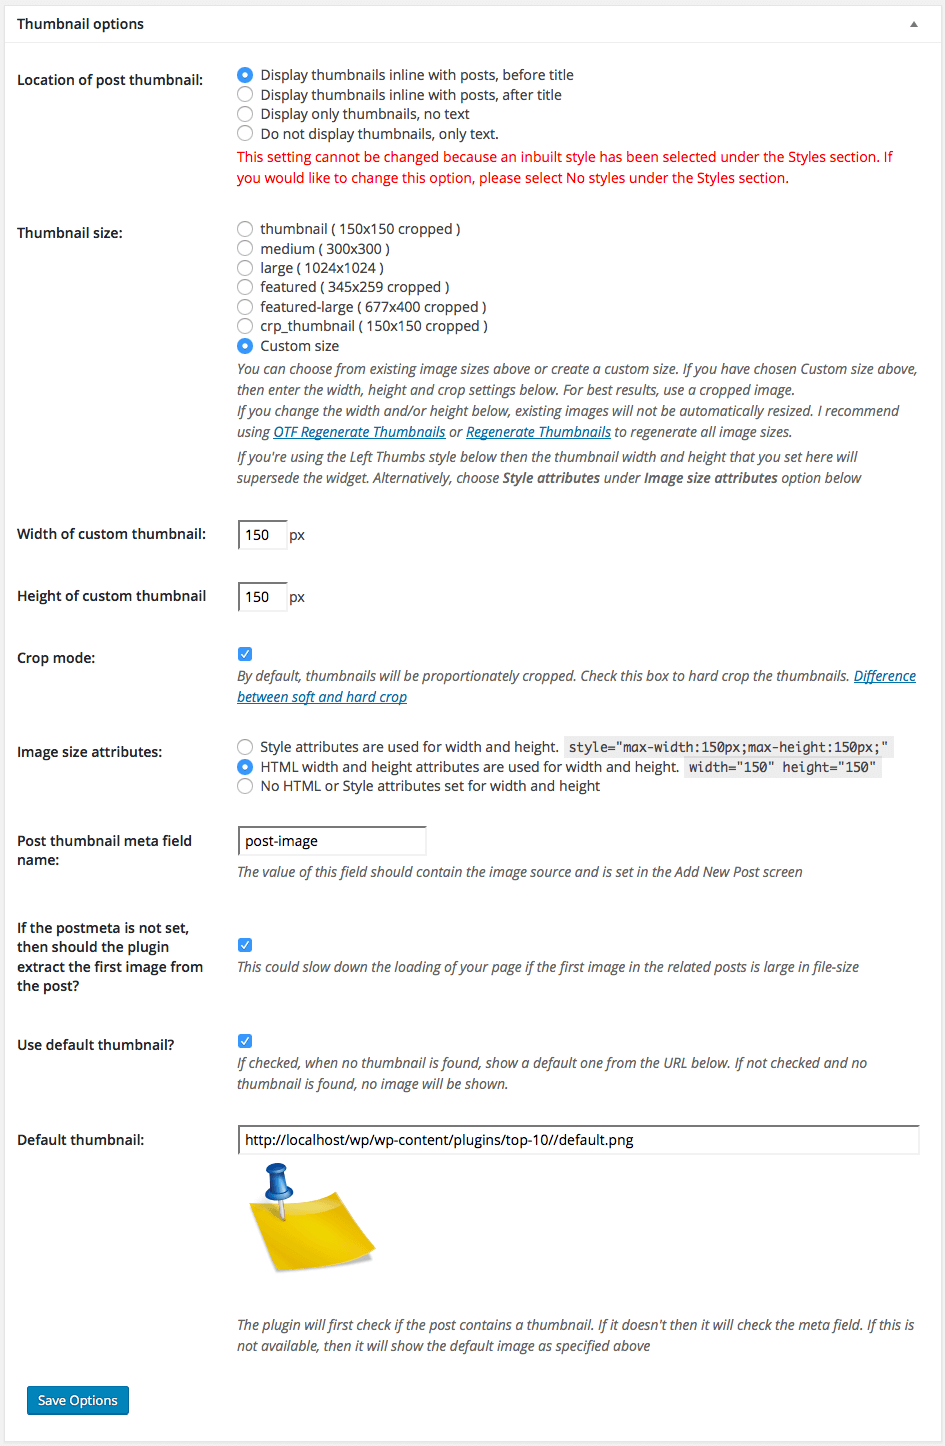 Thumbnail options
Location of post thumbnail:
Display thumbnails inline with posts, before title
Display thumbnails inline with posts, after title
Display only thumbnails, no text
Do not display thumbnails, only text.
This setting cannot be changed because an inbuilt style has been selected under the Styles section. If
you would like to change this option, please select No styles under the Styles section.
Thumbnail size:
thumbnail ( 150x150 cropped )
medium ( 300x300 )
large ( 1024x1024 )
featured ( 345x259 cropped )
featured-large ( 677x400 cropped )
crp_thumbnail ( 150x150 cropped )
Custom size
You can choose from existing image sizes above or create a custom size. If you have chosen Custom size above,
then enter the width, height and crop settings below. For best results, use a cropped image.
If you change the width and/or height below, existing images will not be automatically resized. I recommend
using OTF Regenerate Thumbnails or Regenerate Thumbnails to regenerate all image sizes.
If you're using the Left Thumbs style below then the thumbnail width and height that you set here will
supersede the widget. Alternatively, choose Style attributes under Image size attributes option below
Width of custom thumbnail:
150 px
Height of custom thumbnail
150 px
Crop mode:
By default, thumbnails will be proportionately cropped. Check this box to hard crop the thumbnails. Difference
between soft and hard crop
Image size attributes:
Style attributes are used for width and height. style="max-width:150px;max-height:150px;"
HTML width and height attributes are used for width and height. width="150" height="150"
No HTML or Style attributes set for width and height
Post thumbnail meta field
name:
post-image
The value of this field should contain the image source and is set in the Add New Post screen
If the postmeta is not set,
then should the plugin
extract the first image from
the post?
This could slow down the loading of your page if the first image in the related posts is large in file-size
Use default thumbnail?
If checked, when no thumbnail is found, show a default one from the URL below. If not checked and no
thumbnail is found, no image will be shown.
Default thumbnail:
http://localhost/wp/wp-content/plugins/top-10//default.png
The plugin will first check if the post contains a thumbnail. If it doesn't then it will check the meta field. If this is
not available, then it will show the default image as specified above
Save Options